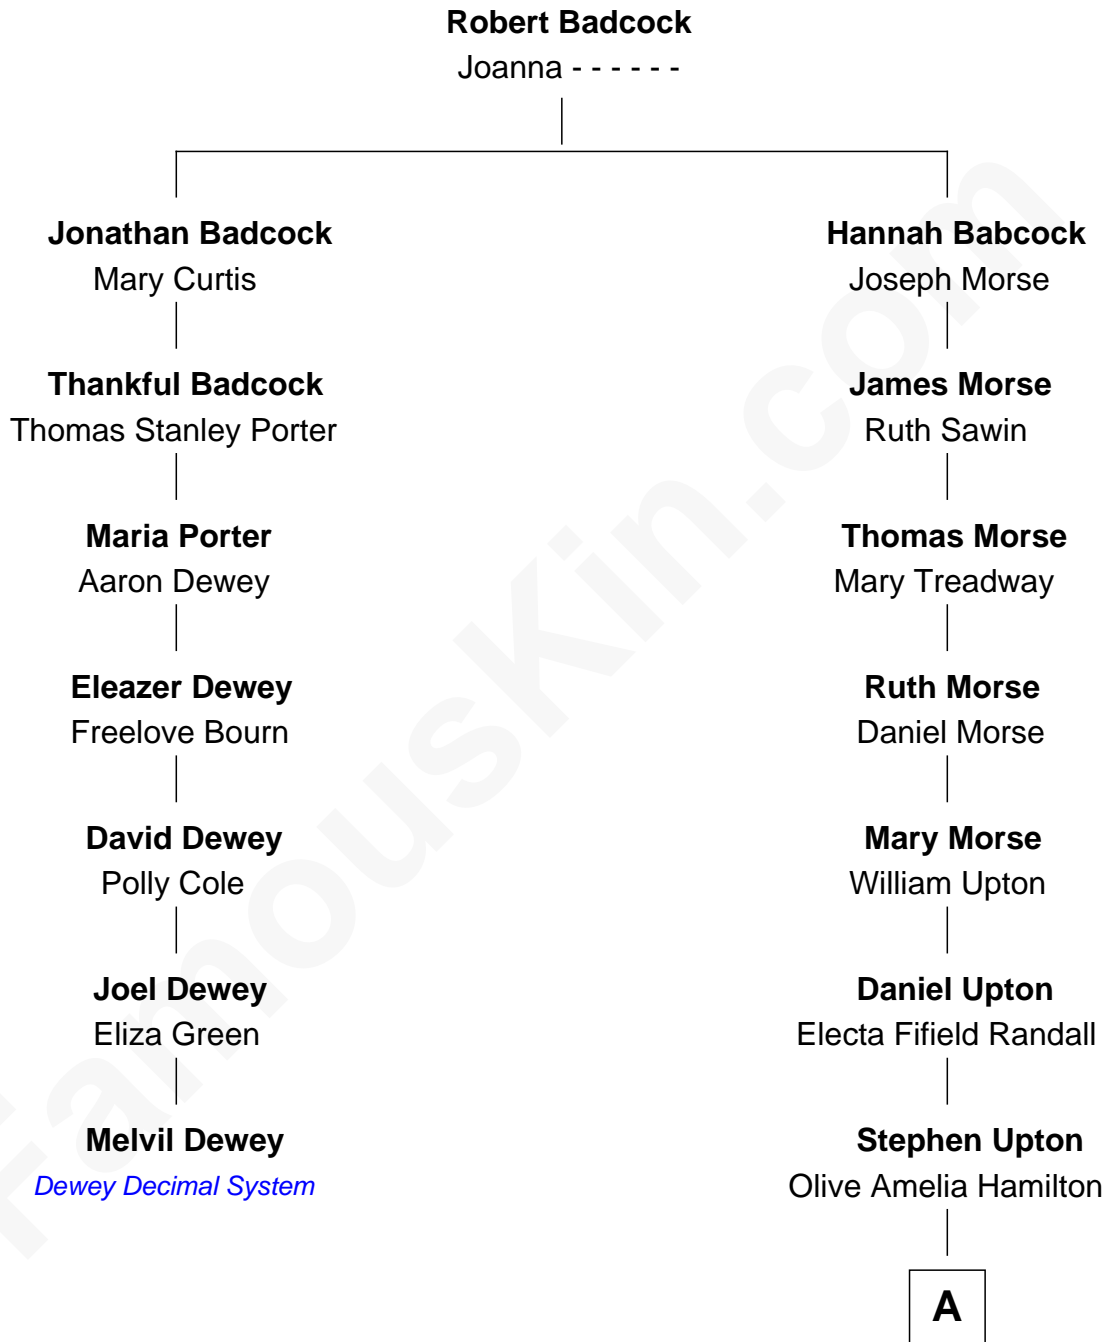 Robert Badcock
Joanna - - - - - -
Jonathan Badcock
Mary Curtis
Hannah Babcock
Joseph Morse
Thankful Badcock
Thomas Stanley Porter
James Morse
Ruth Sawin
Maria Porter
Aaron Dewey
Thomas Morse
Mary Treadway
Eleazer Dewey
Freelove Bourn
Ruth Morse
Daniel Morse
David Dewey
Polly Cole
Mary Morse
William Upton
Joel Dewey
Eliza Green
Daniel Upton
Electa Fifield Randall
Melvil Dewey
Dewey Decimal System
Stephen Upton
Olive Amelia Hamilton
A
FamousKin.com